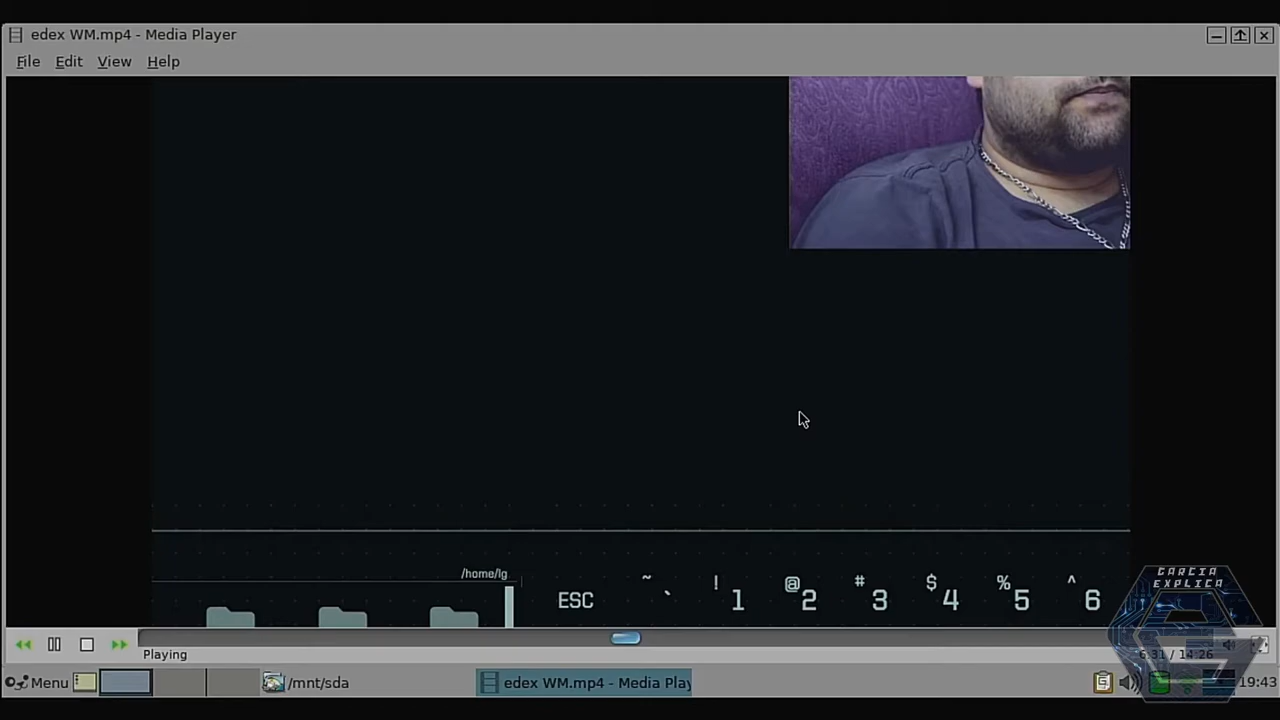 edex WM.mp4 - Media Player
File Edit View Help
/home/lg
ESC ~ ` ! 1 @ 2 # 3 $ 4 % 5 ^ 6
GARCIA
EXPLICA
Playing
6:31 / 14:26
Menu
/mnt/sda
edex WM.mp4 - Media Play
19:43